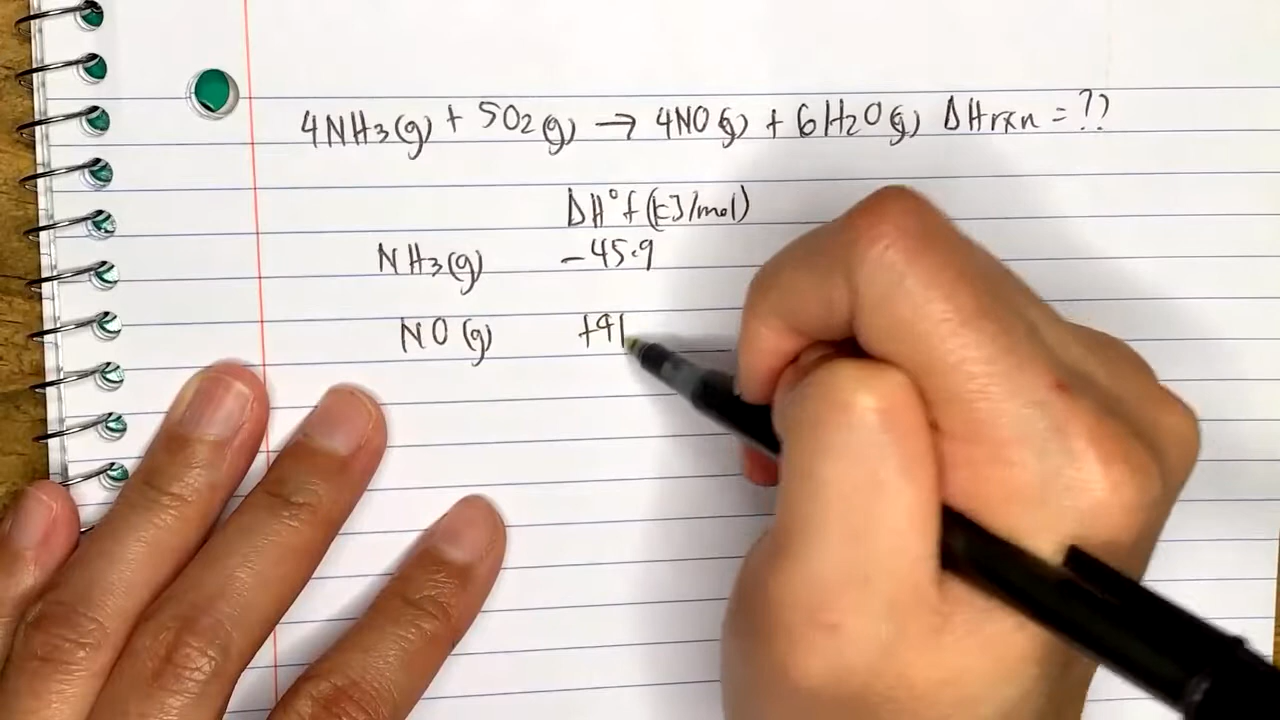 4NH3(g) + 5O2(g) → 4NO(g) + 6H2O(g) ΔHrxn = ??
ΔH°f (kJ/mol)
NH3(g) -45.9
NO(g) +91